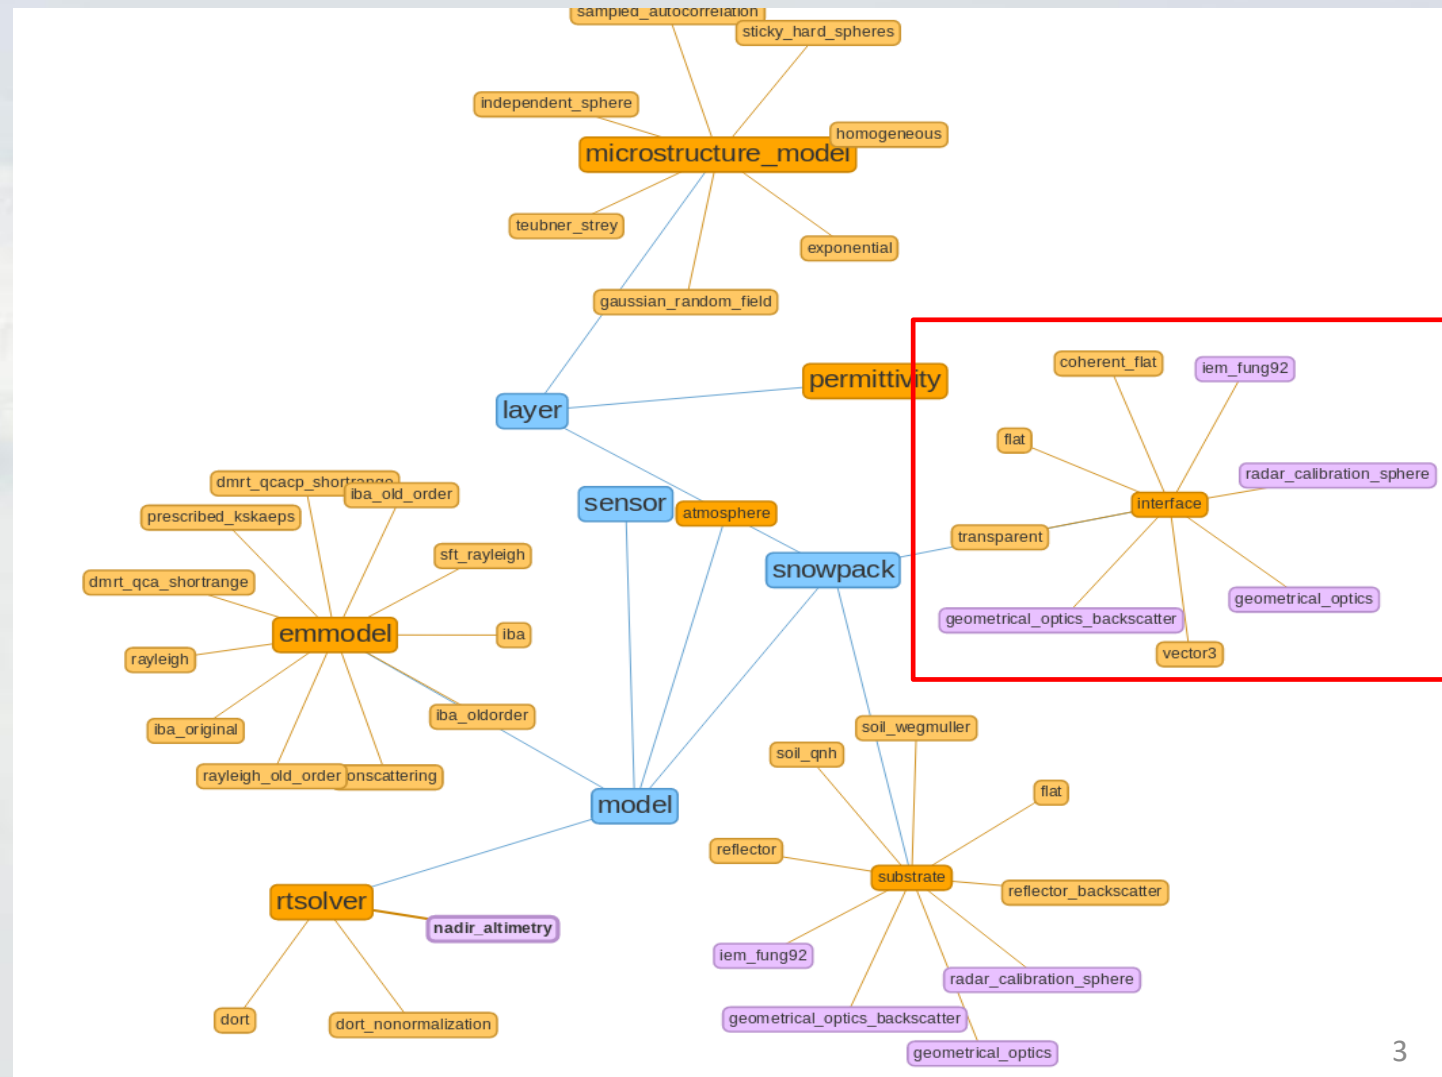 sampled_autocorrelation
sticky_hard_spheres
independent_sphere
homogeneous
microstructure_model
teubner_strey
exponential
gaussian_random_field
coherent_flat
iem_fung92
permittivity
layer
flat
radar_calibration_sphere
dmrt_qcacp_shortrange
iba_old_order
sensor
atmosphere
interface
prescribed_kskaeps
transparent
sft_rayleigh
snowpack
dmrt_qca_shortrange
geometrical_optics
geometrical_optics_backscatter
emmodel
iba
vector3
rayleigh
iba_oldorder
iba_original
soil_wegmuller
soil_qnh
rayleigh_old_order
onscattering
flat
model
reflector
substrate
reflector_backscatter
rtsolver
nadir_altimetry
iem_fung92
radar_calibration_sphere
dort
dort_nonormalization
geometrical_optics_backscatter
geometrical_optics
3